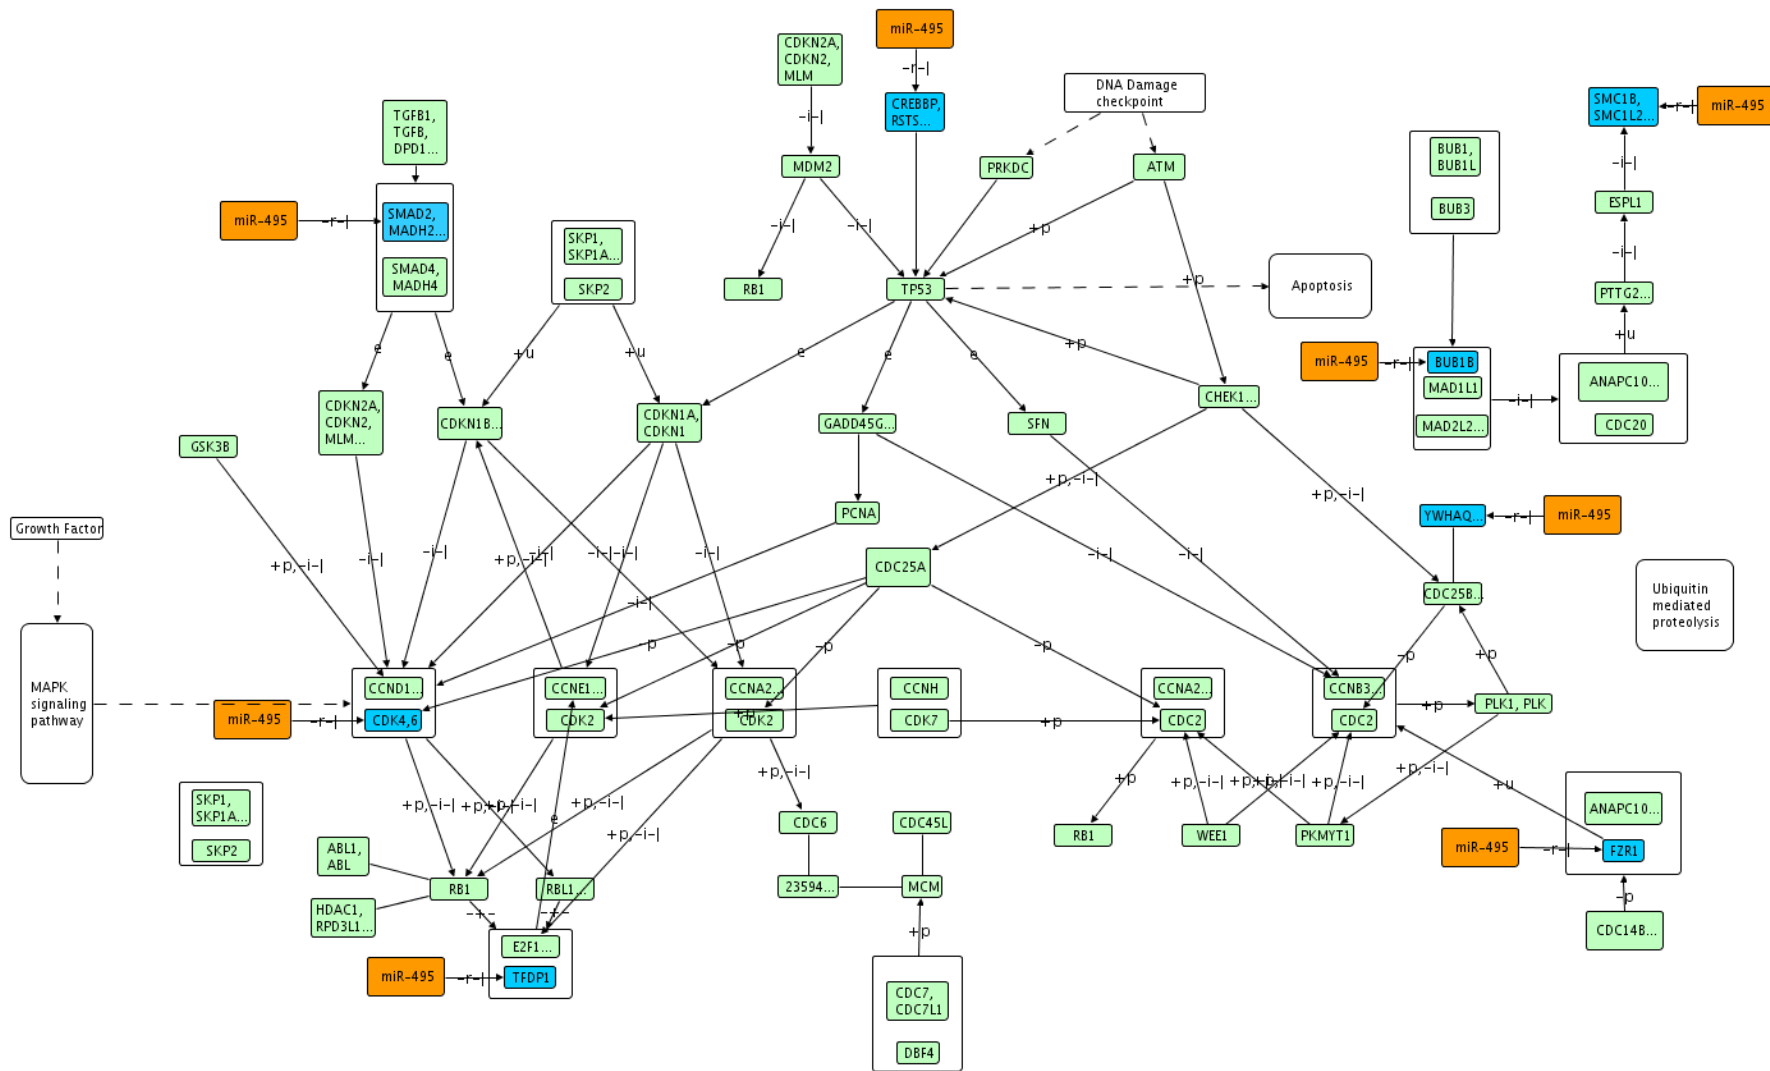 miR-495
CDKN2A,
CDKN2,
MLM
-r-|
DNA Damage
checkpoint
CREBBP,
RSTS...
SMC1B,
SMC1L2...
-r-|
miR-495
TGFB1,
TGFB,
DPD1...
-i-|
BUB1,
BUB1L
-i-|
MDM2
PRKDC
ATM
ESPL1
BUB3
miR-495
-r-|
SMAD2,
MADH2...
-i-|
-i-|
+p
SKP1,
SKP1A...
-i-|
SMAD4,
MADH4
SKP2
RB1
TP53
+p
Apoptosis
PTTG2...
e
e
+u
+u
e
e
e
+p
+u
miR-495
-r-|
BUB1B
MAD1L1
MAD2L2...
-i-|
ANAPC10...
CDC20
CDKN2A,
CDKN2,
MLM...
CDKN1B...
CDKN1A,
CDKN1
GADD45G...
SFN
CHEK1...
GSK3B
+p,-i-|
+p,-i-|
Growth Factor
PCNA
YWHAQ...
-r-|
miR-495
+p,-i-|
-i-|
-i-|
+p,-i-|
-i-|
-i-|
-i-|
-i-|
-i-|
CDC25A
CDC25B...
Ubiquitin
mediated
proteolysis
-i-|
-p
-p
-p
-p
-p
+p
MAPK
signaling
pathway
CCND1...
CCNE1...
CCNA2...
CCNH
CCNA2...
CCNB3...
miR-495
-r-|
CDK4,6
CDK2
CDK2
+u
CDK7
+p
CDC2
CDC2
+p
PLK1, PLK
SKP1,
SKP1A...
SKP2
+p,-i-|
+p,-i-|
+p,-i-|
+p,-i-|
e
+p,-i-|
+p
+p,-i-|
+p,-i-|
+p,-i-|
+p,-i-|
+u
ANAPC10...
CDC6
CDC45L
RB1
WEE1
PKMYT1
miR-495
-r-|
FZR1
ABL1,
ABL
RB1
RBL1...
23594...
MCM
-p
HDAC1,
RPD3L1...
-+-
-+-
+p
CDC14B...
E2F1...
miR-495
-r-|
TFDP1
CDC7,
CDC7L1
DBF4